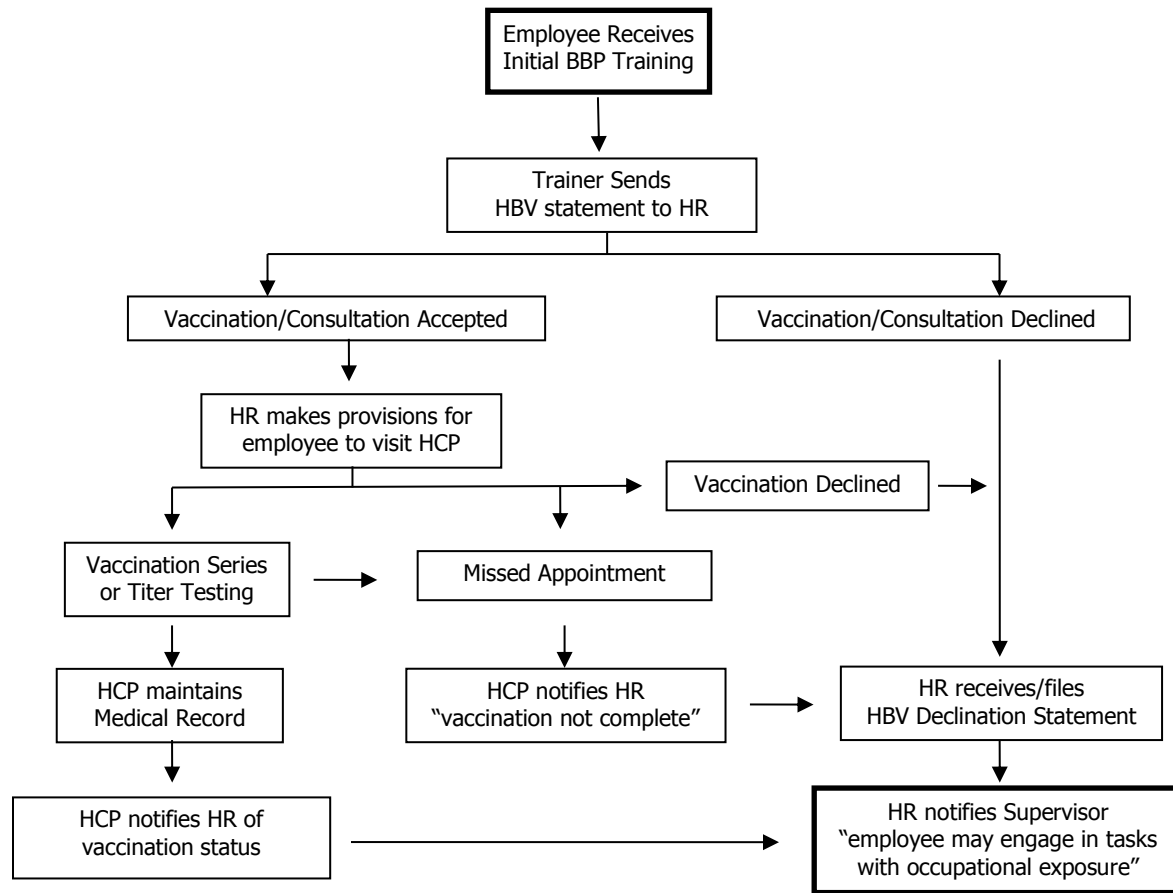 Employee Receives
Initial BBP Training
Trainer Sends
HBV statement to HR
Vaccination/Consultation Accepted
Vaccination/Consultation Declined
HR makes provisions for
employee to visit HCP
Vaccination Declined
Vaccination Series
or Titer Testing
Missed Appointment
HCP maintains
Medical Record
HCP notifies HR
“vaccination not complete”
HR receives/files
HBV Declination Statement
HCP notifies HR of
vaccination status
HR notifies Supervisor
“employee may engage in tasks
with occupational exposure”